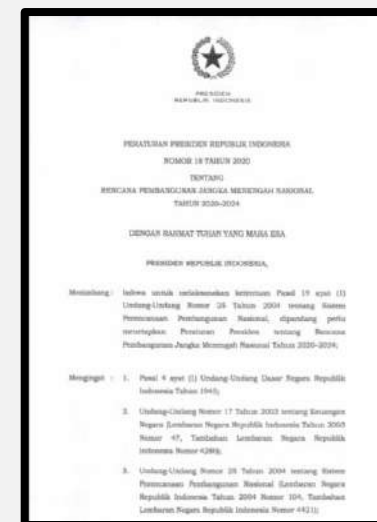 PRESIDEN
REPUBLIK INDONESIA
PERATURAN PRESIDEN REPUBLIK INDONESIA
NOMOR 18 TAHUN 2020
TENTANG
RENCANA PEMBANGUNAN JANGKA MENENGAH NASIONAL
TAHUN 2020-2024
DENGAN RAHMAT TUHAN YANG MAHA ESA
PRESIDEN REPUBLIK INDONESIA,
Menimbang : bahwa untuk melaksanakan ketentuan Pasal 19 ayat (1)
Undang-Undang Nomor 25 Tahun 2004 tentang Sistem
Perencanaan Pembangunan Nasional, dipandang perlu
menetapkan Peraturan Presiden tentang Rencana
Pembangunan Jangka Menengah Nasional Tahun 2020-2024;
Mengingat : 1. Pasal 4 ayat (1) Undang-Undang Dasar Negara Republik
Indonesia Tahun 1945;
2. Undang-Undang Nomor 17 Tahun 2003 tentang Keuangan
Negara (Lembaran Negara Republik Indonesia Tahun 2003
Nomor 47, Tambahan Lembaran Negara Republik
Indonesia Nomor 4286);
3. Undang-Undang Nomor 25 Tahun 2004 tentang Sistem
Perencanaan Pembangunan Nasional (Lembaran Negara
Republik Indonesia Tahun 2004 Nomor 104, Tambahan
Lembaran Negara Republik Indonesia Nomor 4421);